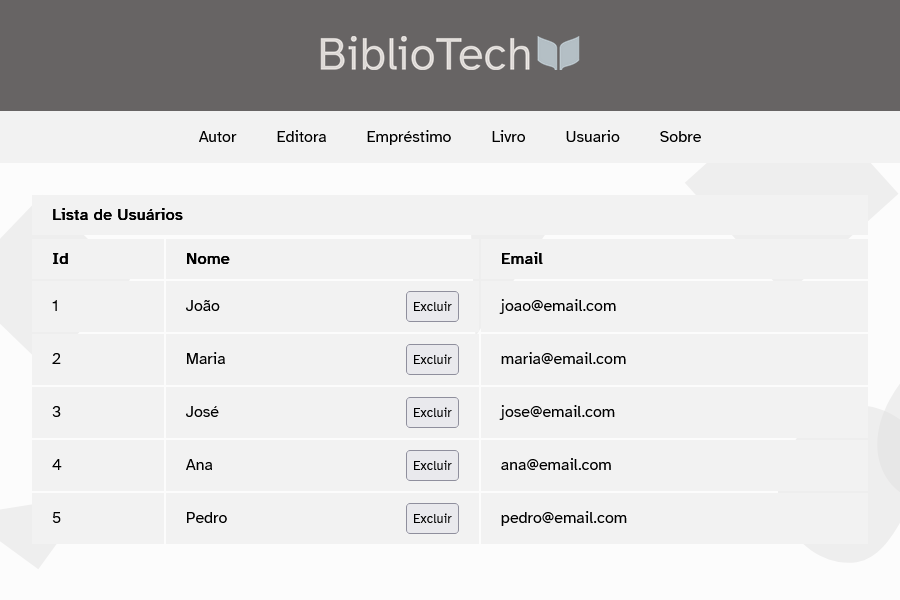 BiblioTech
Autor Editora Empréstimo Livro Usuario Sobre
Lista de Usuários
Id Nome Email
1 João Excluir joao@email.com
2 Maria Excluir maria@email.com
3 José Excluir jose@email.com
4 Ana Excluir ana@email.com
5 Pedro Excluir pedro@email.com